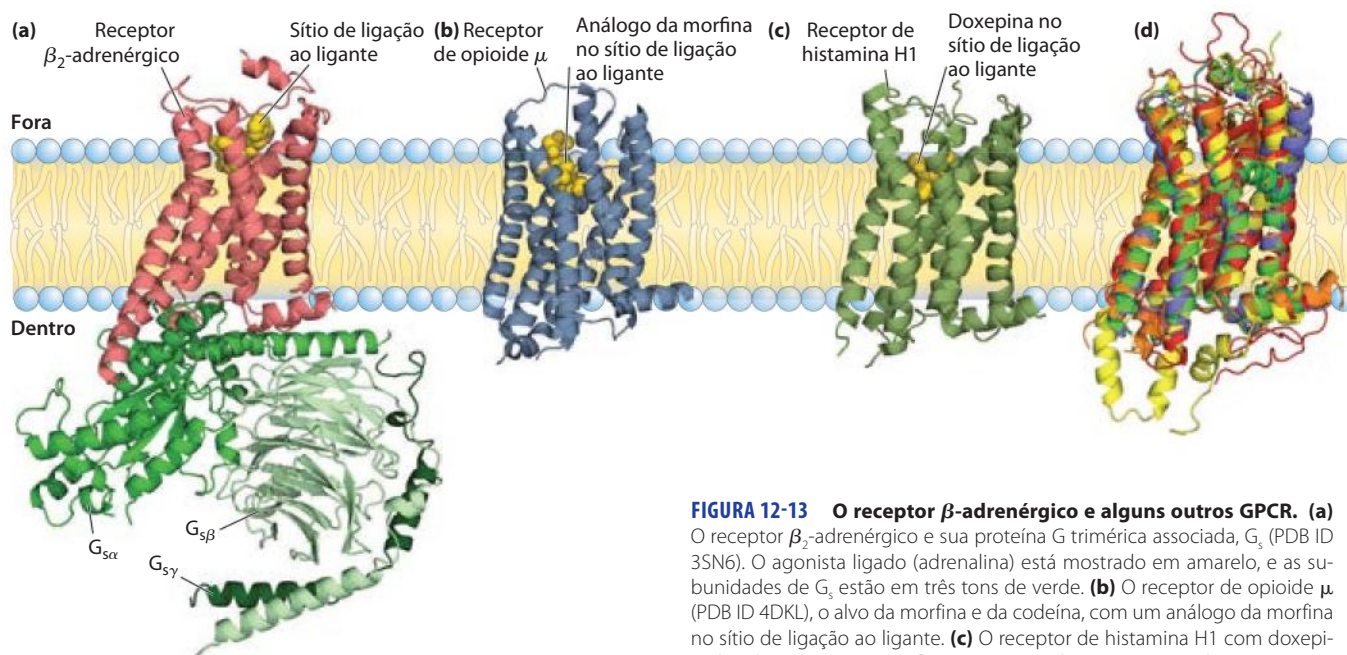 (a)
Receptor
β₂-adrenérgico
Sítio de ligação
ao ligante
(b) Receptor
de opioide μ
Análogo da morfina
no sítio de ligação
ao ligante
(c) Receptor de
histamina H1
Doxepina no
sítio de ligação
ao ligante
(d)
Fora
Dentro
Gsα
Gsβ
Gsγ
FIGURA 12-13 O receptor β-adrenérgico e alguns outros GPCR. (a)
O receptor β₂-adrenérgico e sua proteína G trimérica associada, Gₛ (PDB ID
3SN6). O agonista ligado (adrenalina) está mostrado em amarelo, e as su-
bunidades de Gₛ estão em três tons de verde. (b) O receptor de opioide μ
(PDB ID 4DKL), o alvo da morfina e da codeína, com um análogo da morfina
no sítio de ligação ao ligante. (c) O receptor de histamina H1 com doxepi-